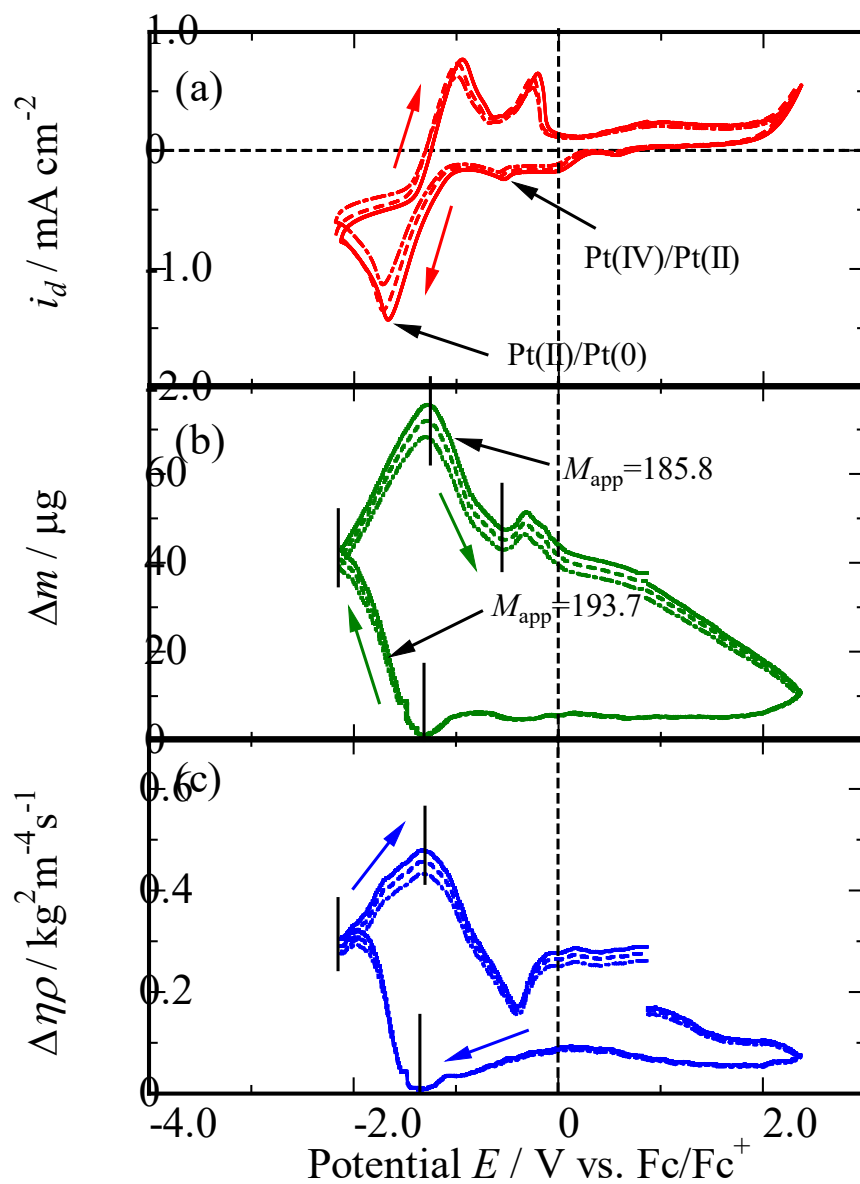 1.0
(a)
0
Pt(IV)/Pt(II)
-1.0
Pt(II)/Pt(0)
-2.0
i_d / mA cm⁻²
(b)
60
M_app=185.8
40
M_app=193.7
20
0
Δm / µg
(c)
0.6
0.4
0.2
0
Δηρ / kg²m⁻⁴s⁻¹
-4.0 -2.0 0 2.0
Potential E / V vs. Fc/Fc⁺